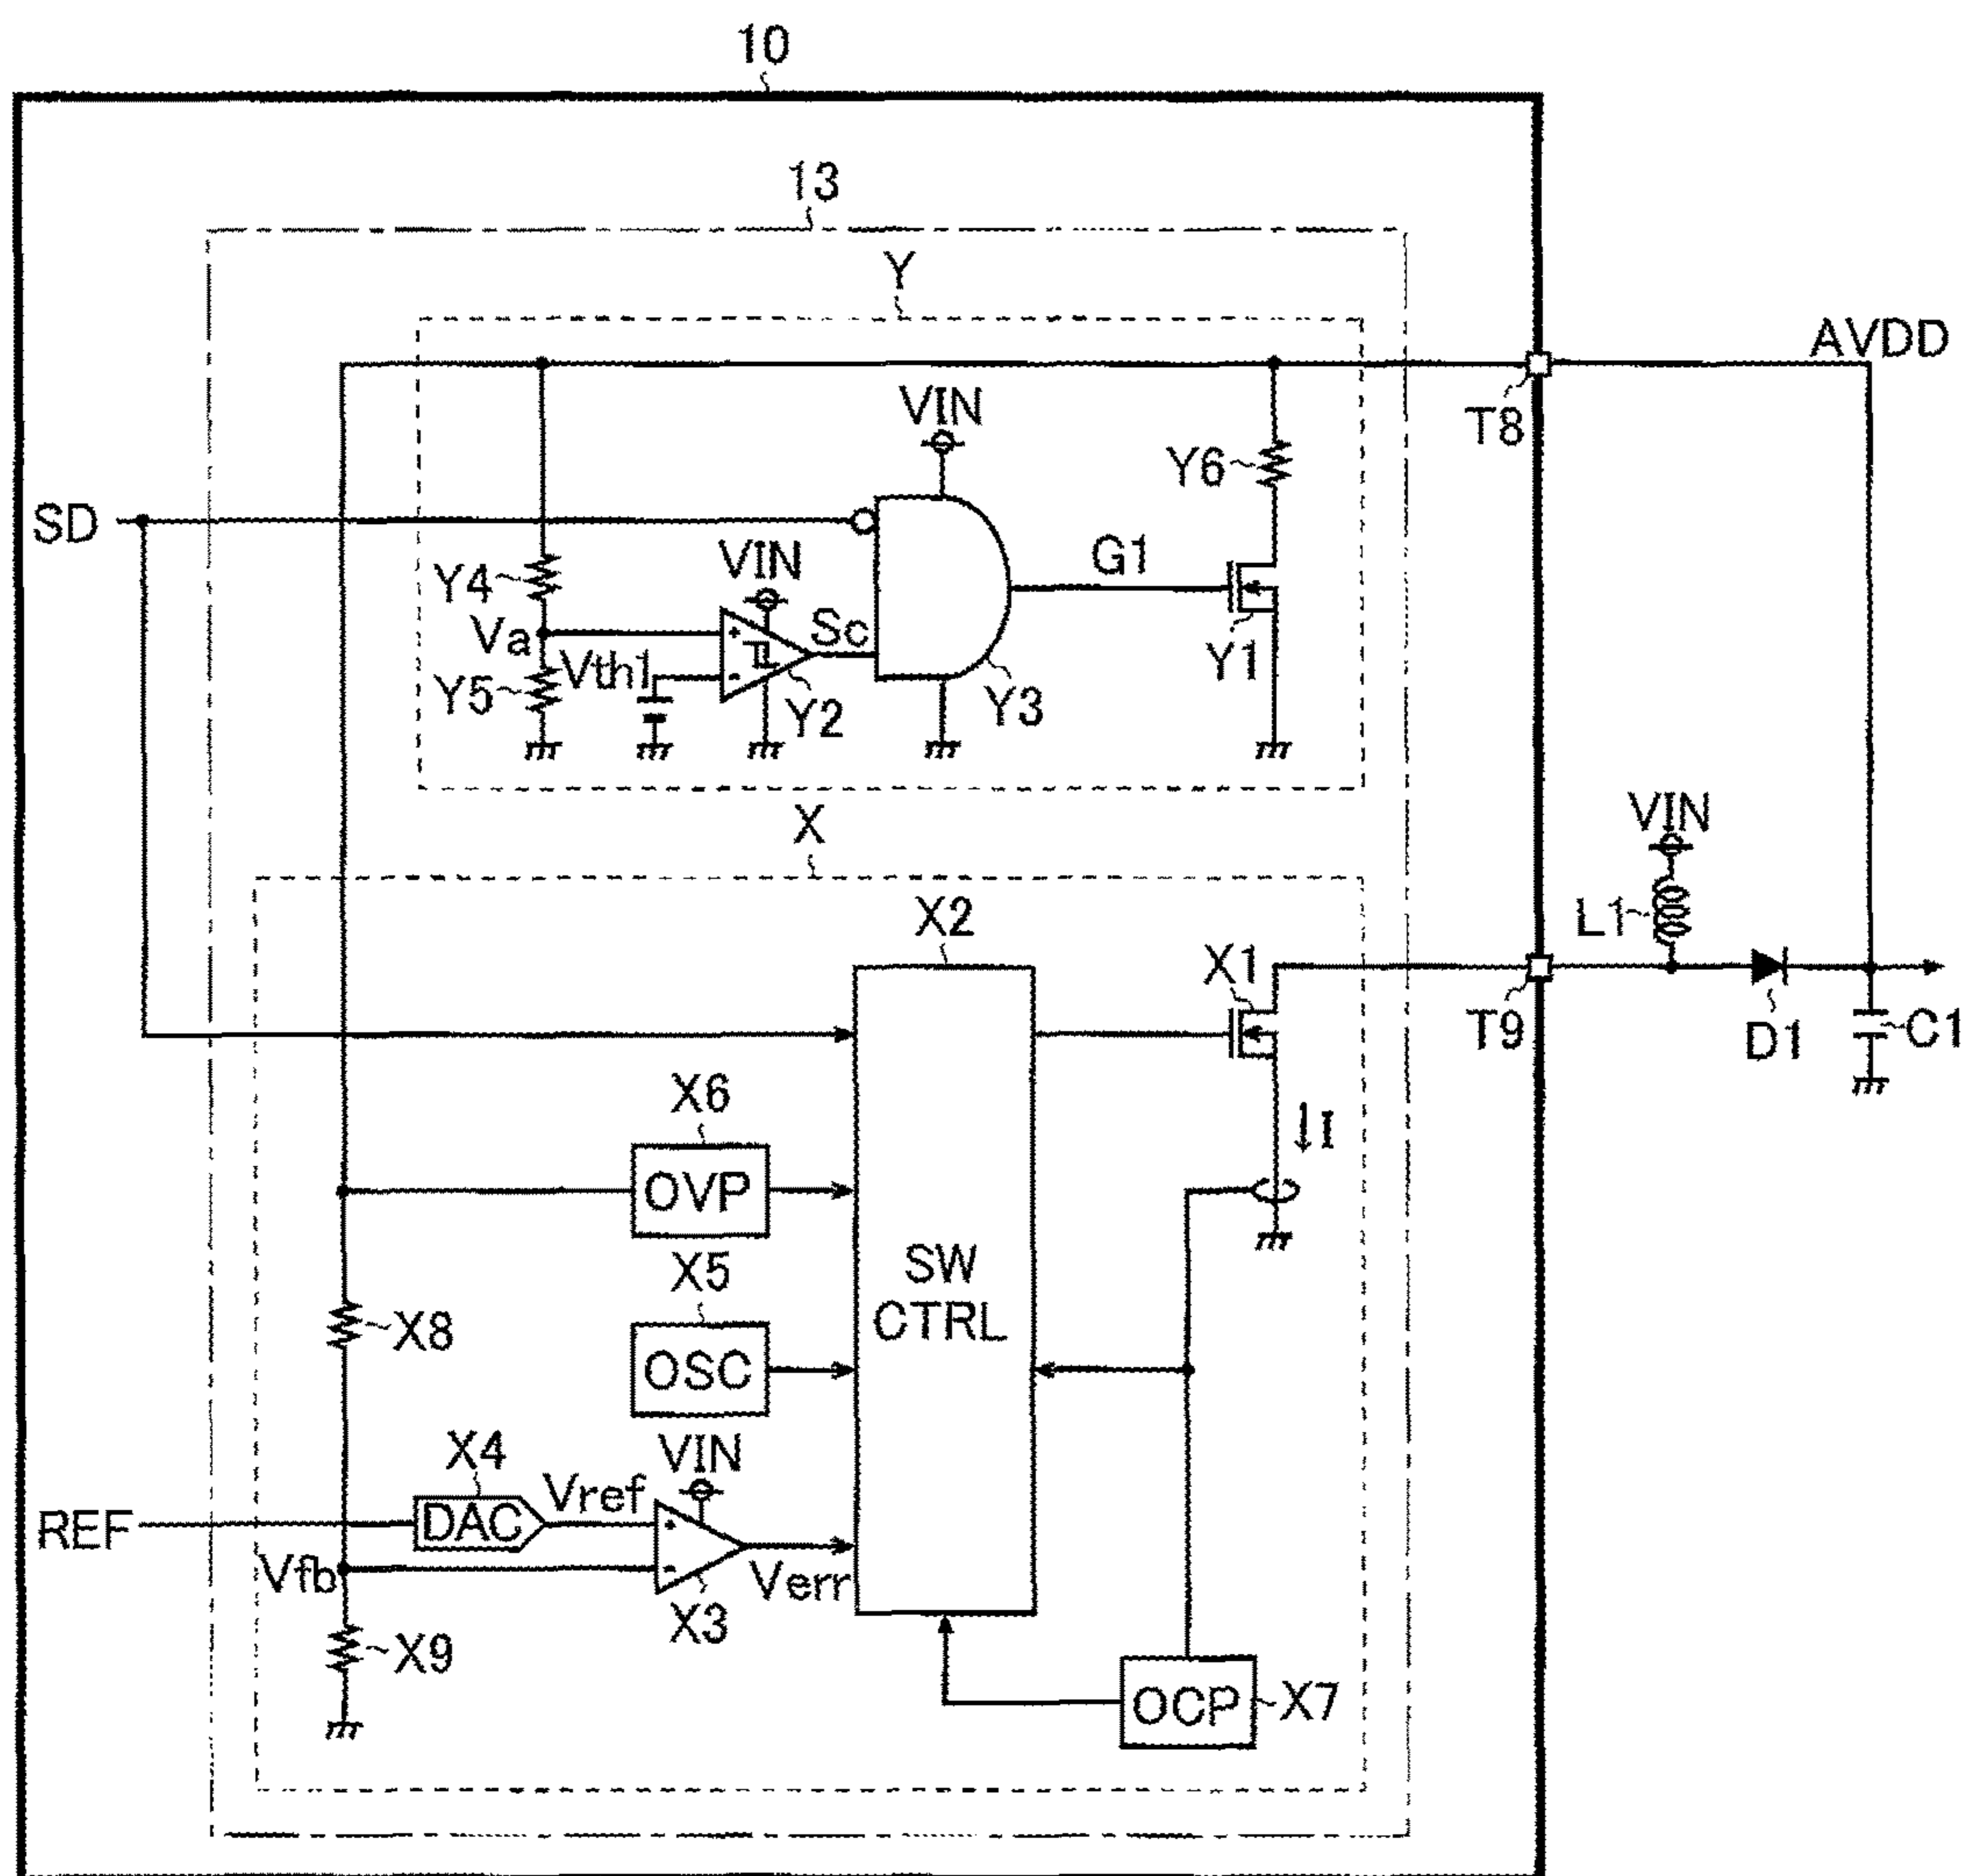 10
13
Y
AVDD
T8
VIN
Y6
SD
G1
Y4
VIN
Sc
Va
Vth1
Y1
Y5
Y2
Y3
X
VIN
X2
L1
X1
T9
D1
C1
X6
I
OVP
X5
SW
CTRL
X8
OSC
X4
VIN
Vref
REF
DAC
Vfb
Verr
X3
X9
OCP
X7